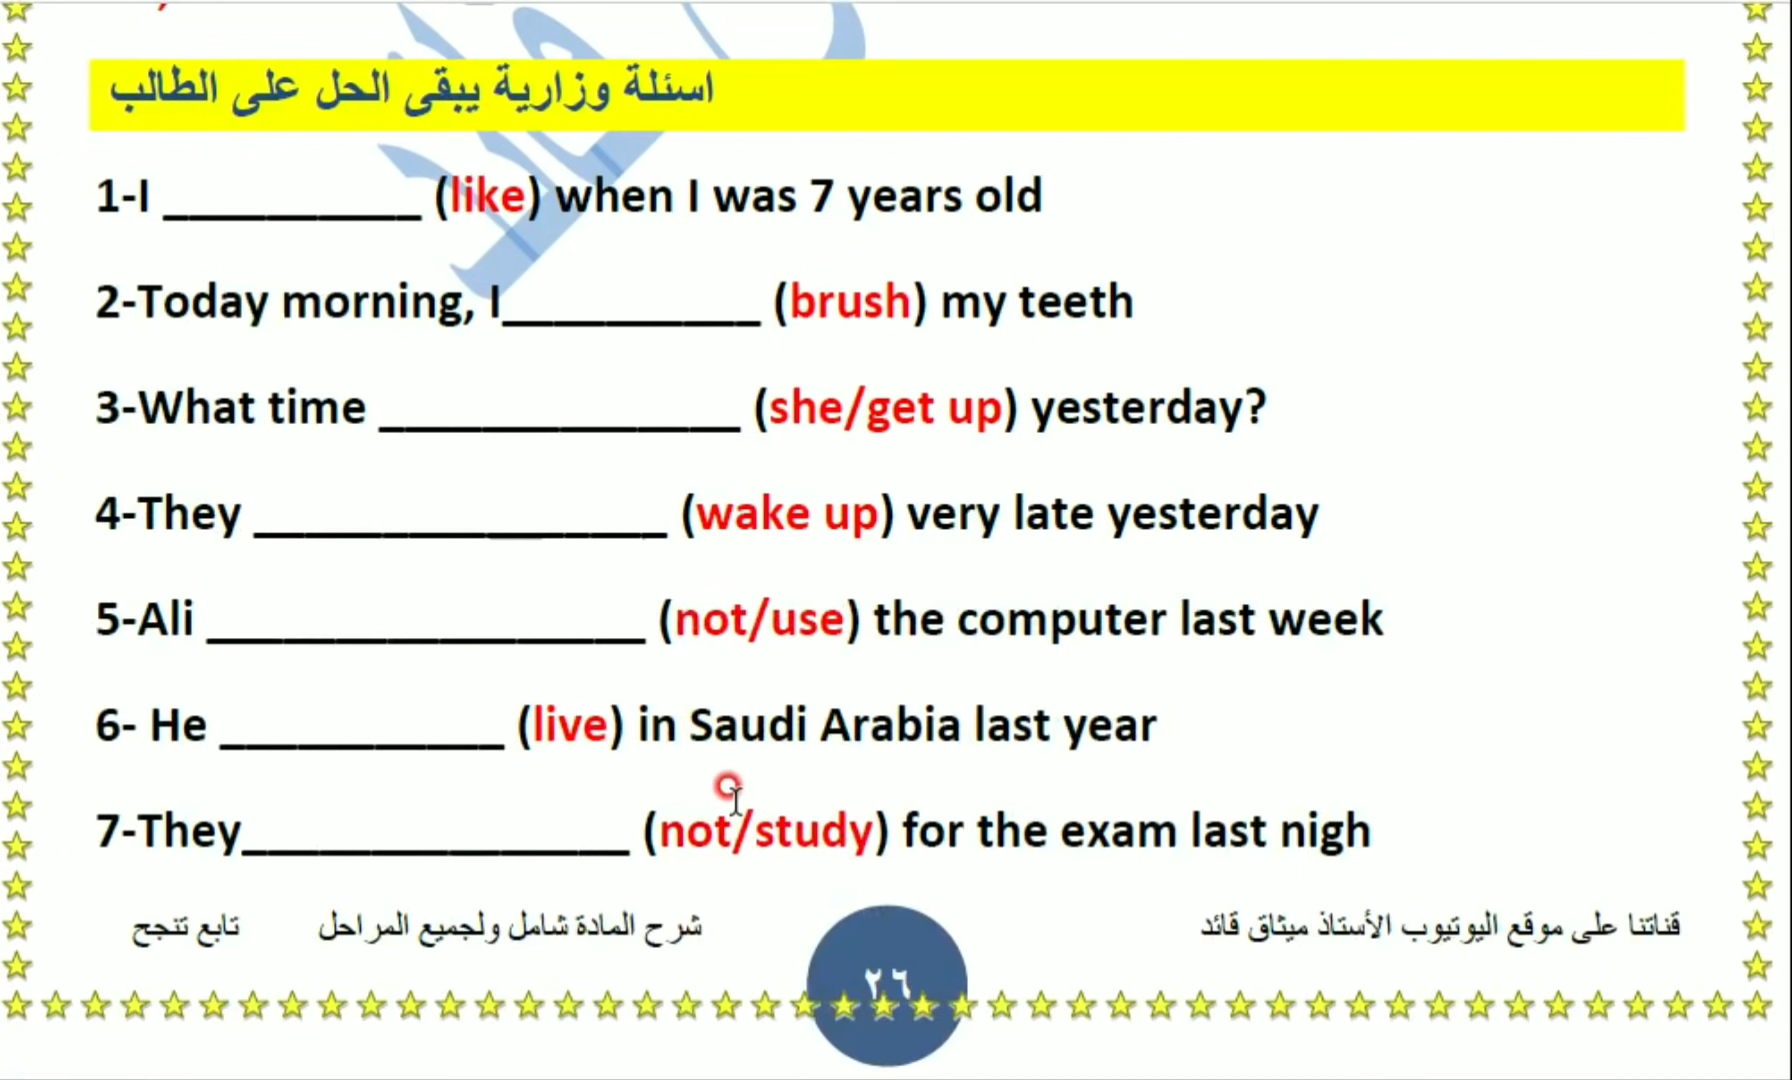 اسئلة وزارية يبقى الحل على الطالب
1-I __________ (like) when I was 7 years old
2-Today morning, I__________ (brush) my teeth
3-What time ______________ (she/get up) yesterday?
4-They ________________ (wake up) very late yesterday
5-Ali _________________ (not/use) the computer last week
6- He ___________ (live) in Saudi Arabia last year
7-They_______________ (not/study) for the exam last nigh
قناتنا على موقع اليوتيوب الأستاذ ميثاق قائد شرح المادة شامل ولجميع المراحل تابع تنجح
٢٦